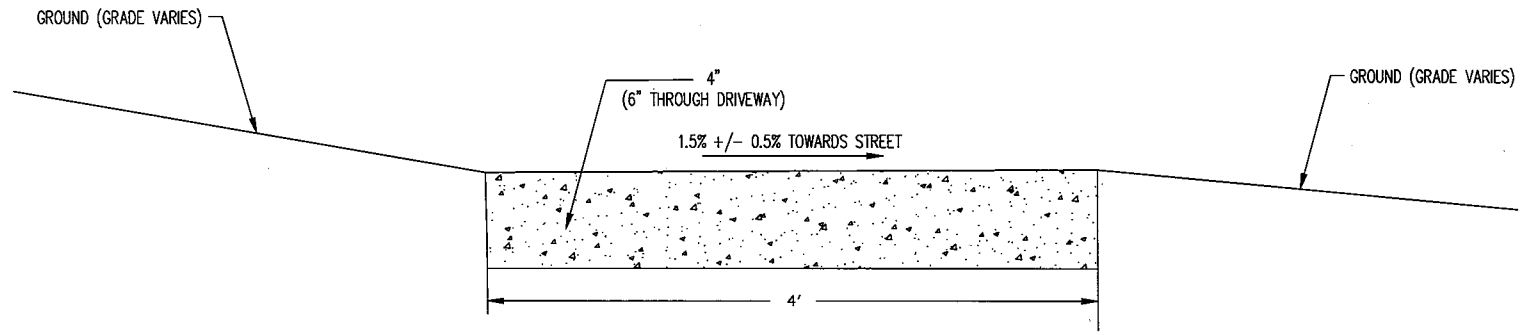 GROUND (GRADE VARIES)
4"
(6" THROUGH DRIVEWAY)
GROUND (GRADE VARIES)
1.5% +/- 0.5% TOWARDS STREET
4'